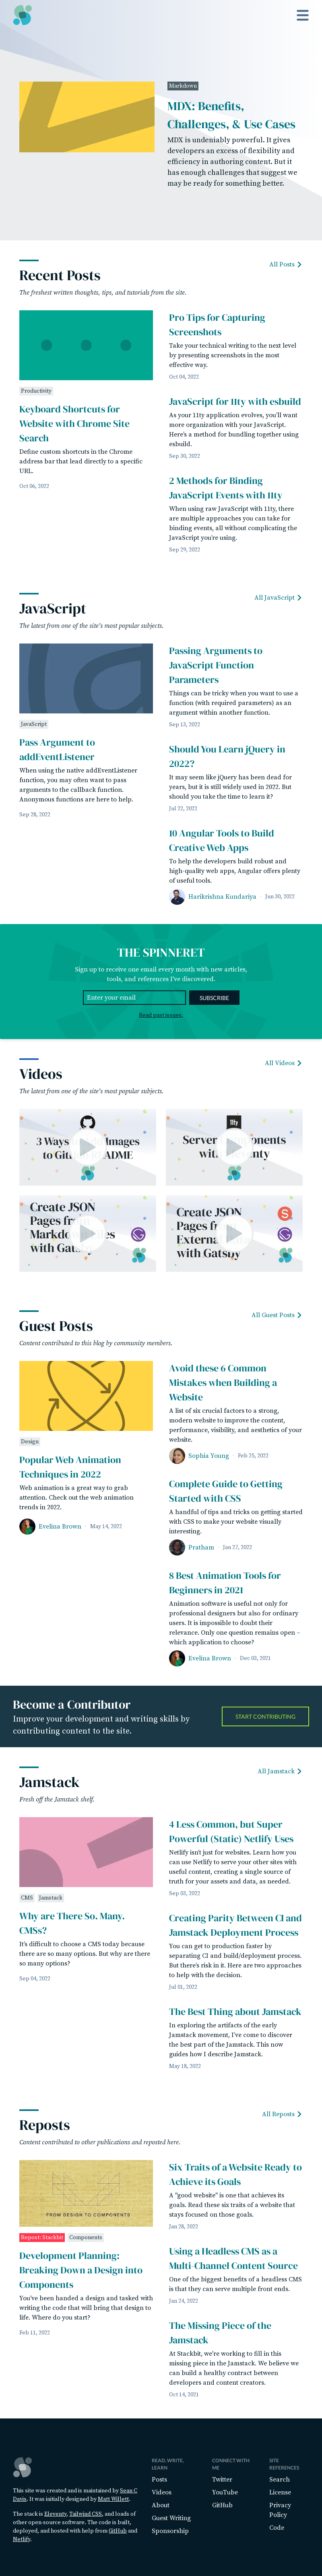 Markdown
MDX: Benefits,
Challenges, & Use Cases
MDX is undeniably powerful. It gives
developers an excess of flexibility and
efficiency in authoring content. But it
has enough challenges that suggest we
may be ready for something better.
Recent Posts
All Posts
The freshest written thoughts, tips, and tutorials from the site.
Productivity
Keyboard Shortcuts for
Website with Chrome Site
Search
Define custom shortcuts in the Chrome
address bar that lead directly to a specific
URL.
Oct 06, 2022
Pro Tips for Capturing
Screenshots
Take your technical writing to the next level
by presenting screenshots in the most
effective way.
Oct 04, 2022
JavaScript for 11ty with esbuild
As your 11ty application evolves, you'll want
more organization with your JavaScript.
Here's a method for bundling together using
esbuild.
Sep 30, 2022
2 Methods for Binding
JavaScript Events with 11ty
When using raw JavaScript with 11ty, there
are multiple approaches you can take for
binding events, all without complicating the
JavaScript you're using.
Sep 29, 2022
JavaScript
All JavaScript
The latest from one of the site's most popular subjects.
JavaScript
Pass Argument to
addEventListener
When using the native addEventListener
function, you may often want to pass
arguments to the callback function.
Anonymous functions are here to help.
Sep 28, 2022
Passing Arguments to
JavaScript Function
Parameters
Things can be tricky when you want to use a
function (with required parameters) as an
argument within another function.
Sep 13, 2022
Should You Learn jQuery in
2022?
It may seem like jQuery has been dead for
years, but it is still widely used in 2022. But
should you take the time to learn it?
Jul 22, 2022
10 Angular Tools to Build
Creative Web Apps
To help the developers build robust and
high-quality web apps, Angular offers plenty
of useful tools.
Harikrishna Kundariya · Jun 30, 2022
THE SPINNERET
Sign up to receive one email every month with new articles,
tools, and references I've discovered.
Enter your email
SUBSCRIBE
Read past issues.
Videos
All Videos
The latest from one of the site's most popular subjects.
Create JSON
with Gatsby
Create JSON
with Gatsby
Guest Posts
All Guest Posts
Content contributed to this blog by community members.
Design
Popular Web Animation
Techniques in 2022
Web animation is a great way to grab
attention. Check out the web animation
trends in 2022.
Evelina Brown · May 14, 2022
Avoid these 6 Common
Mistakes when Building a
Website
A list of six crucial factors to a strong,
modern website to improve the content,
performance, visibility, and aesthetics of your
website.
Sophia Young · Feb 25, 2022
Complete Guide to Getting
Started with CSS
A handful of tips and tricks on getting started
with CSS to make your website visually
interesting.
Pratham · Jan 27, 2022
8 Best Animation Tools for
Beginners in 2021
Animation software is useful not only for
professional designers but also for ordinary
users. It is impossible to doubt their
relevance. Only one question remains open –
which application to choose?
Evelina Brown · Dec 03, 2021
Become a Contributor
Improve your development and writing skills by
contributing content to the site.
START CONTRIBUTING
Jamstack
All Jamstack
Fresh off the Jamstack shelf.
CMS Jamstack
Why are There So. Many.
CMSs?
It's difficult to choose a CMS today because
there are so many options. But why are there
so many options?
Sep 04, 2022
4 Less Common, but Super
Powerful (Static) Netlify Uses
Netlify isn't just for websites. Learn how you
can use Netlify to serve your other sites with
useful content, creating a single source of
truth for your assets and data, as needed.
Sep 03, 2022
Creating Parity Between CI and
Jamstack Deployment Process
You can get to production faster by
separating CI and build/deployment process.
But there's risk in it. Here are two approaches
to help with the decision.
Jul 01, 2022
The Best Thing about Jamstack
In exploring the artifacts of the early
Jamstack movement, I've come to discover
the best part of the Jamstack. This now
guides how I describe Jamstack.
May 18, 2022
Reposts
All Reposts
Content contributed to other publications and reposted here.
FROM DESIGN TO COMPONENTS
Repost: Stackbit Components
Development Planning:
Breaking Down a Design into
Components
You've been handed a design and tasked with
writing the code that will bring that design to
life. Where do you start?
Feb 11, 2022
Six Traits of a Website Ready to
Achieve its Goals
A "good website" is one that achieves its
goals. Read these six traits of a website that
stays focused on those goals.
Jan 28, 2022
Using a Headless CMS as a
Multi-Channel Content Source
One of the biggest benefits of a headless CMS
is that they can serve multiple front ends.
Jan 24, 2022
The Missing Piece of the
Jamstack
At Stackbit, we're working to fill in this
missing piece in the Jamstack. We believe we
can build a healthy contract between
developers and content creators.
Oct 14, 2021
This site was created and is maintained by Sean C
Davis. It was initially designed by Matt Willett.
The stack is Eleventy, Tailwind CSS, and loads of
other open source software. The code is built,
deployed, and hosted with help from GitHub and
Netlify.
READ, WRITE,
LEARN
Posts
Videos
About
Guest Writing
Sponsorship
CONNECT WITH
ME
Twitter
YouTube
GitHub
SITE
REFERENCES
Search
License
Privacy
Policy
Code